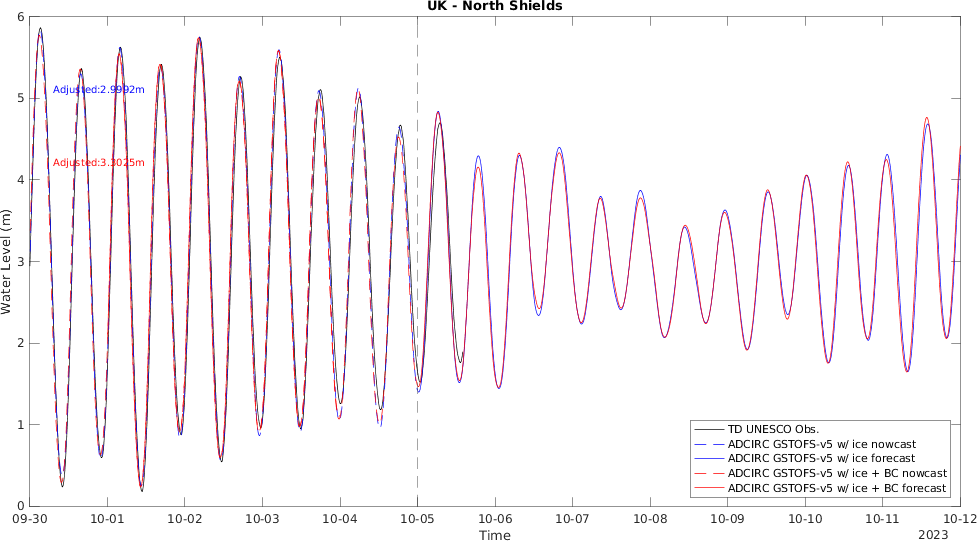 UK - North Shields
6
5
4
3
2
1
0
Water Level (m)
Adjusted:2.9992m
Adjusted:3.3025m
TD UNESCO Obs.
ADCIRC GSTOFS-v5 w/ ice nowcast
ADCIRC GSTOFS-v5 w/ ice forecast
ADCIRC GSTOFS-v5 w/ ice + BC nowcast
ADCIRC GSTOFS-v5 w/ ice + BC forecast
09-30 10-01 10-02 10-03 10-04 10-05 10-06 10-07 10-08 10-09 10-10 10-11 10-12
Time
2023